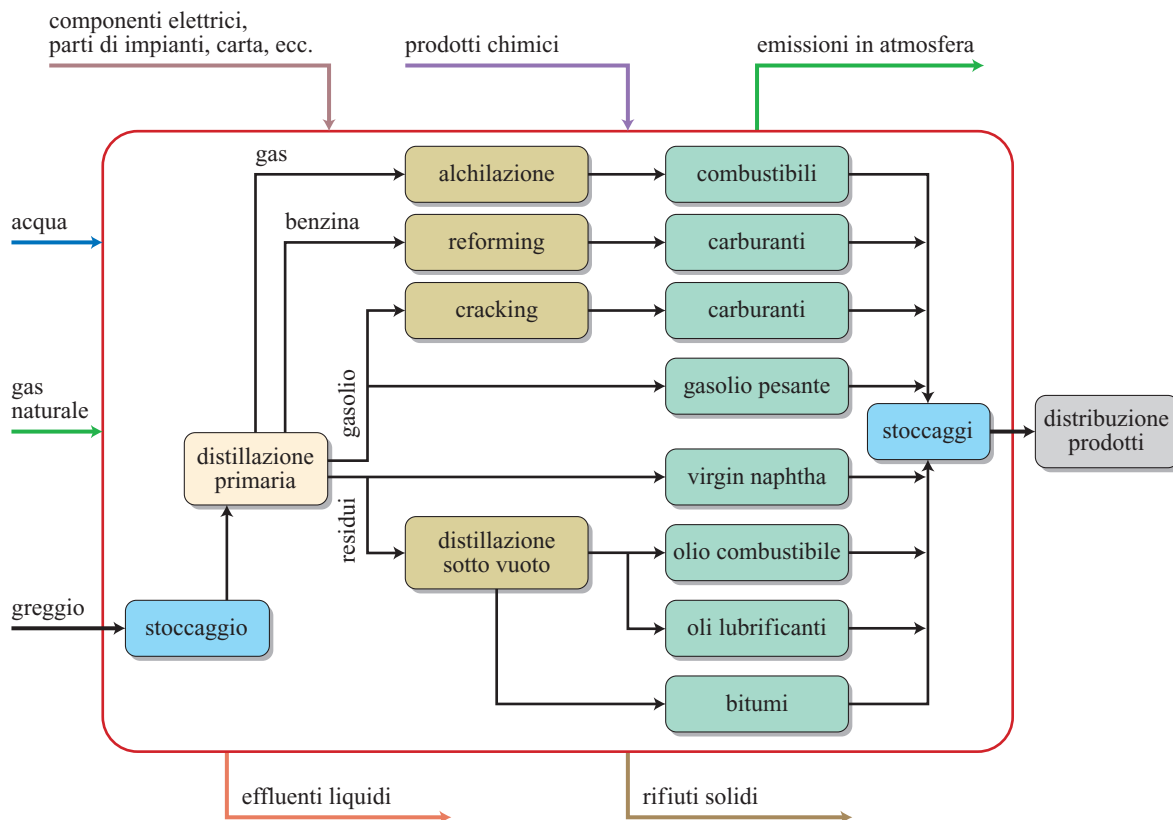 componenti elettrici,
parti di impianti, carta, ecc.
prodotti chimici
emissioni in atmosfera
gas
alchilazione
combustibili
acqua
benzina
reforming
carburanti
cracking
carburanti
gas
naturale
gasolio
gasolio pesante
distillazione
primaria
stoccaggi
distribuzione
prodotti
virgin naphtha
residui
distillazione
sotto vuoto
olio combustibile
greggio
stoccaggio
oli lubrificanti
bitumi
effluenti liquidi
rifiuti solidi